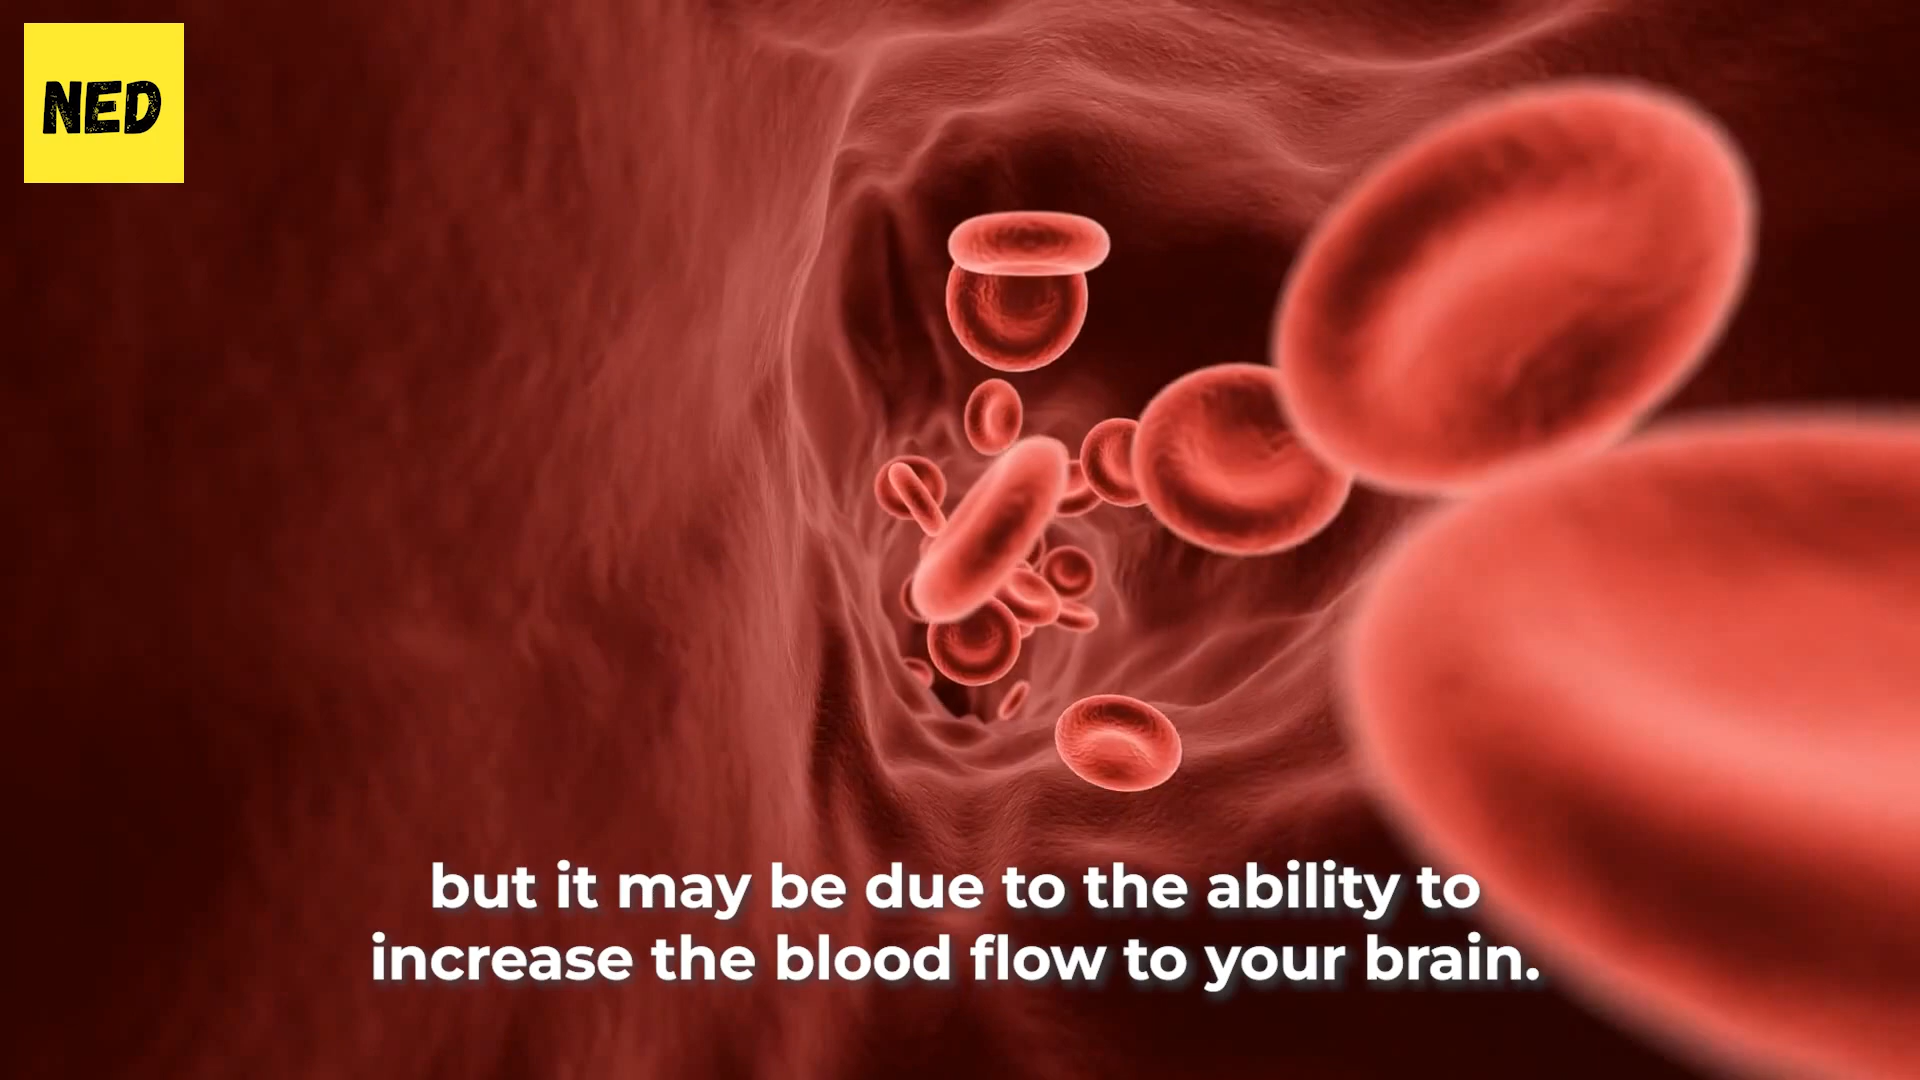 NED
but it may be due to the ability to
increase the blood flow to your brain.